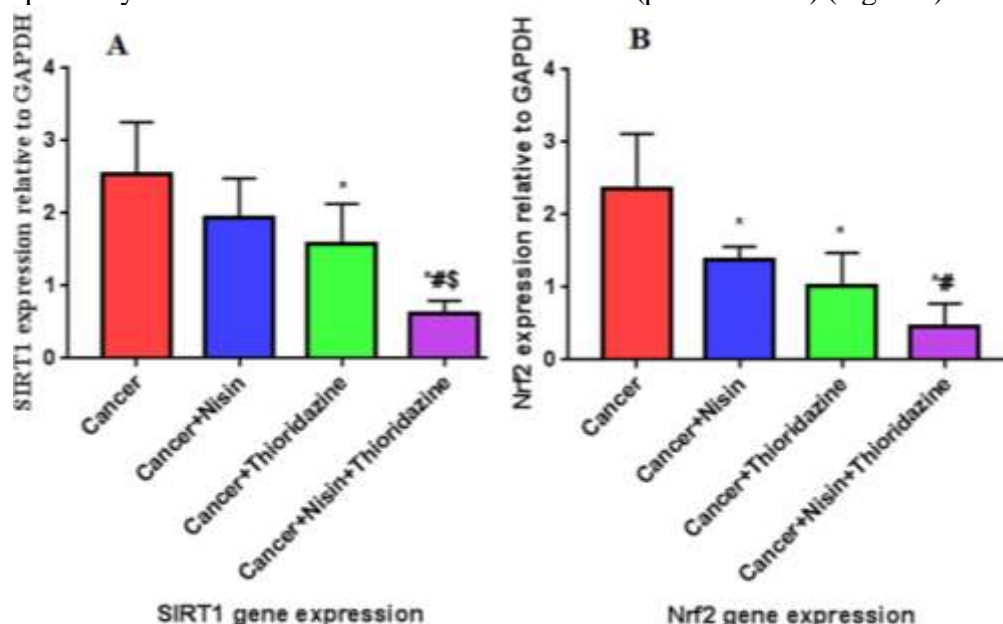 A
SIRT1 expression relative to GAPDH
4
3
2
1
0
*
*#$
Cancer
Cancer+Nisin
Cancer+Thioridazine
Cancer+Nisin+Thioridazine
SIRT1 gene expression
B
Nrf2 expression relative to GAPDH
4
3
2
1
0
*
*
*#
Cancer
Cancer+Nisin
Cancer+Thioridazine
Cancer+Nisin+Thioridazine
Nrf2 gene expression